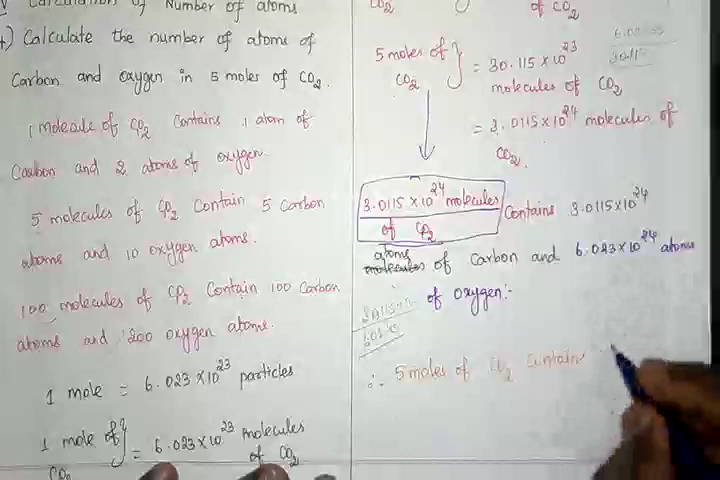 Calculation of Number of atoms
Calculate the number of atoms of
Carbon and oxygen in 5 moles of CO2.
1 molecule of CO2 contains 1 atom of
Carbon and 2 atoms of oxygen.
5 molecules of CO2 contain 5 Carbon
atoms and 10 oxygen atoms.
100 molecules of CO2 contain 100 Carbon
atoms and 200 oxygen atoms.
1 mole = 6.023 x 10^23 particles
1 mole of } = 6.023 x 10^23 molecules
CO2 of CO2
CO2 } of CO2
5 moles of } = 30.115 x 10^23
CO2 molecules of CO2
= 3.0115 x 10^24 molecules of
CO2.
3.0115 x 10^24 molecules Contains 3.0115 x 10^24
of CO2
atoms
molecules of Carbon and 6.023 x 10^24 atoms
of oxygen:-
∴ 5 moles of CO2 contains